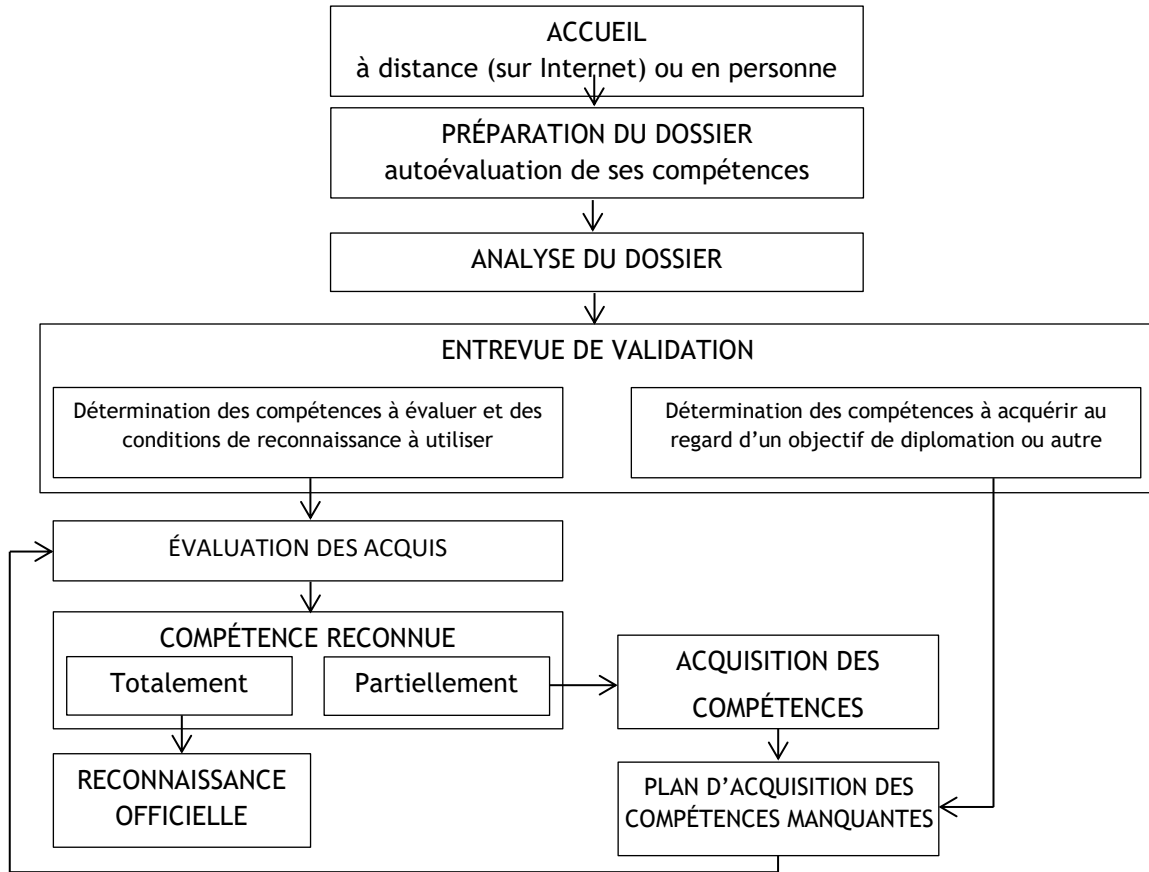 ACCUEIL
à distance (sur Internet) ou en personne
PRÉPARATION DU DOSSIER
autoévaluation de ses compétences
ANALYSE DU DOSSIER
ENTREVUE DE VALIDATION
Détermination des compétences à évaluer et des
conditions de reconnaissance à utiliser
Détermination des compétences à acquérir au
regard d’un objectif de diplomation ou autre
ÉVALUATION DES ACQUIS
COMPÉTENCE RECONNUE
Totalement
Partiellement
ACQUISITION DES
COMPÉTENCES
RECONNAISSANCE
OFFICIELLE
PLAN D’ACQUISITION DES
COMPÉTENCES MANQUANTES